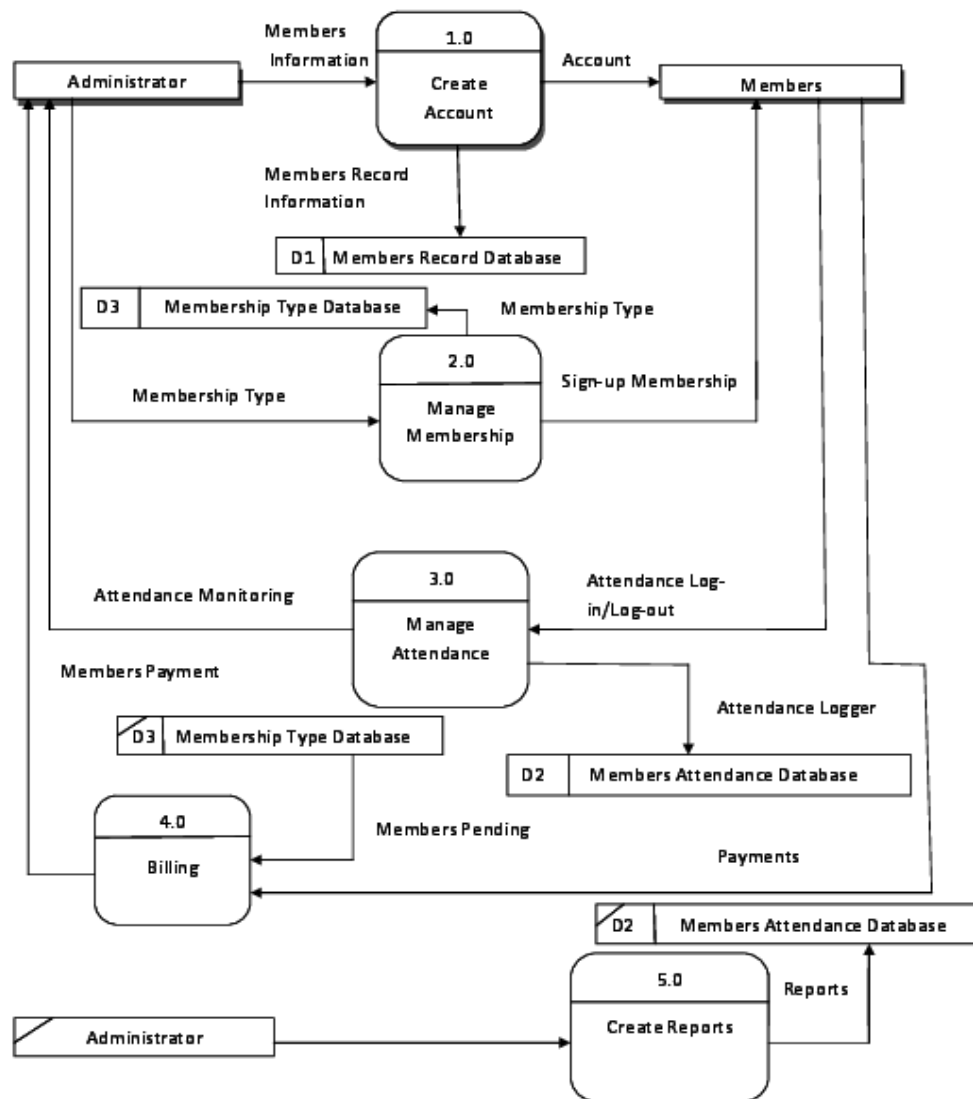 Members
Information
1.0
Create
Account
Account
Administrator
Members
Members Record
Information
D1 Members Record Database
D3 Membership Type Database
Membership Type
2.0
Manage
Membership
Membership Type
Sign-up Membership
3.0
Manage
Attendance
Attendance Monitoring
Attendance Log-
in/Log-out
Members Payment
Attendance Logger
D3 Membership Type Database
D2 Members Attendance Database
4.0
Billing
Members Pending
Payments
D2 Members Attendance Database
5.0
Create Reports
Reports
Administrator